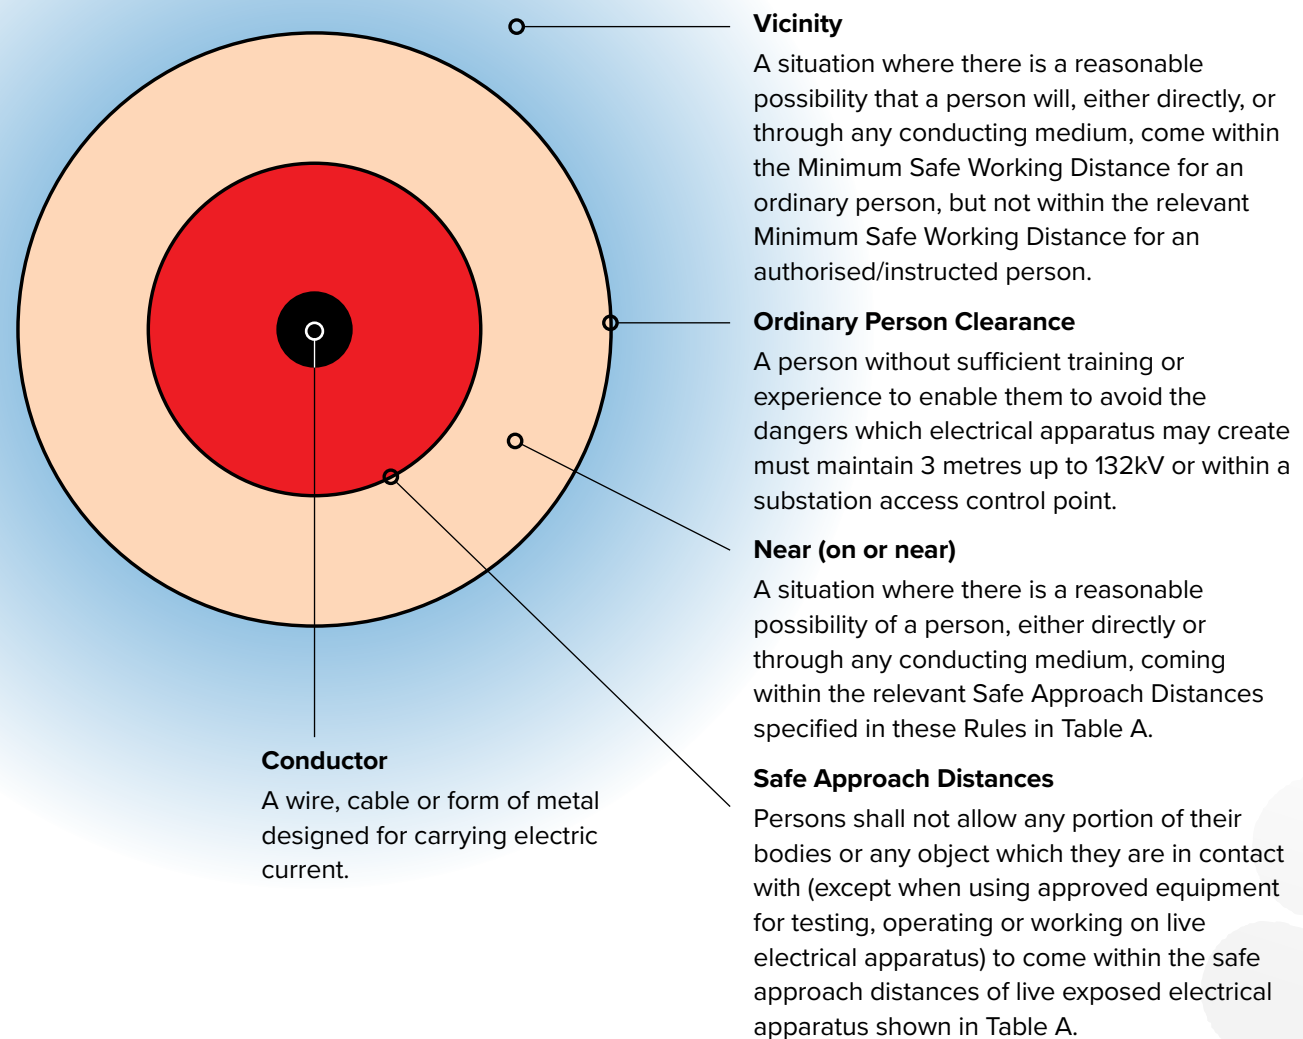 Vicinity
A situation where there is a reasonable
possibility that a person will, either directly, or
through any conducting medium, come within
the Minimum Safe Working Distance for an
ordinary person, but not within the relevant
Minimum Safe Working Distance for an
authorised/instructed person.
Ordinary Person Clearance
A person without sufficient training or
experience to enable them to avoid the
dangers which electrical apparatus may create
must maintain 3 metres up to 132kV or within a
substation access control point.
Near (on or near)
A situation where there is a reasonable
possibility of a person, either directly or
through any conducting medium, coming
within the relevant Safe Approach Distances
specified in these Rules in Table A.
Safe Approach Distances
Persons shall not allow any portion of their
bodies or any object which they are in contact
with (except when using approved equipment
for testing, operating or working on live
electrical apparatus) to come within the safe
approach distances of live exposed electrical
apparatus shown in Table A.
Conductor
A wire, cable or form of metal
designed for carrying electric
current.